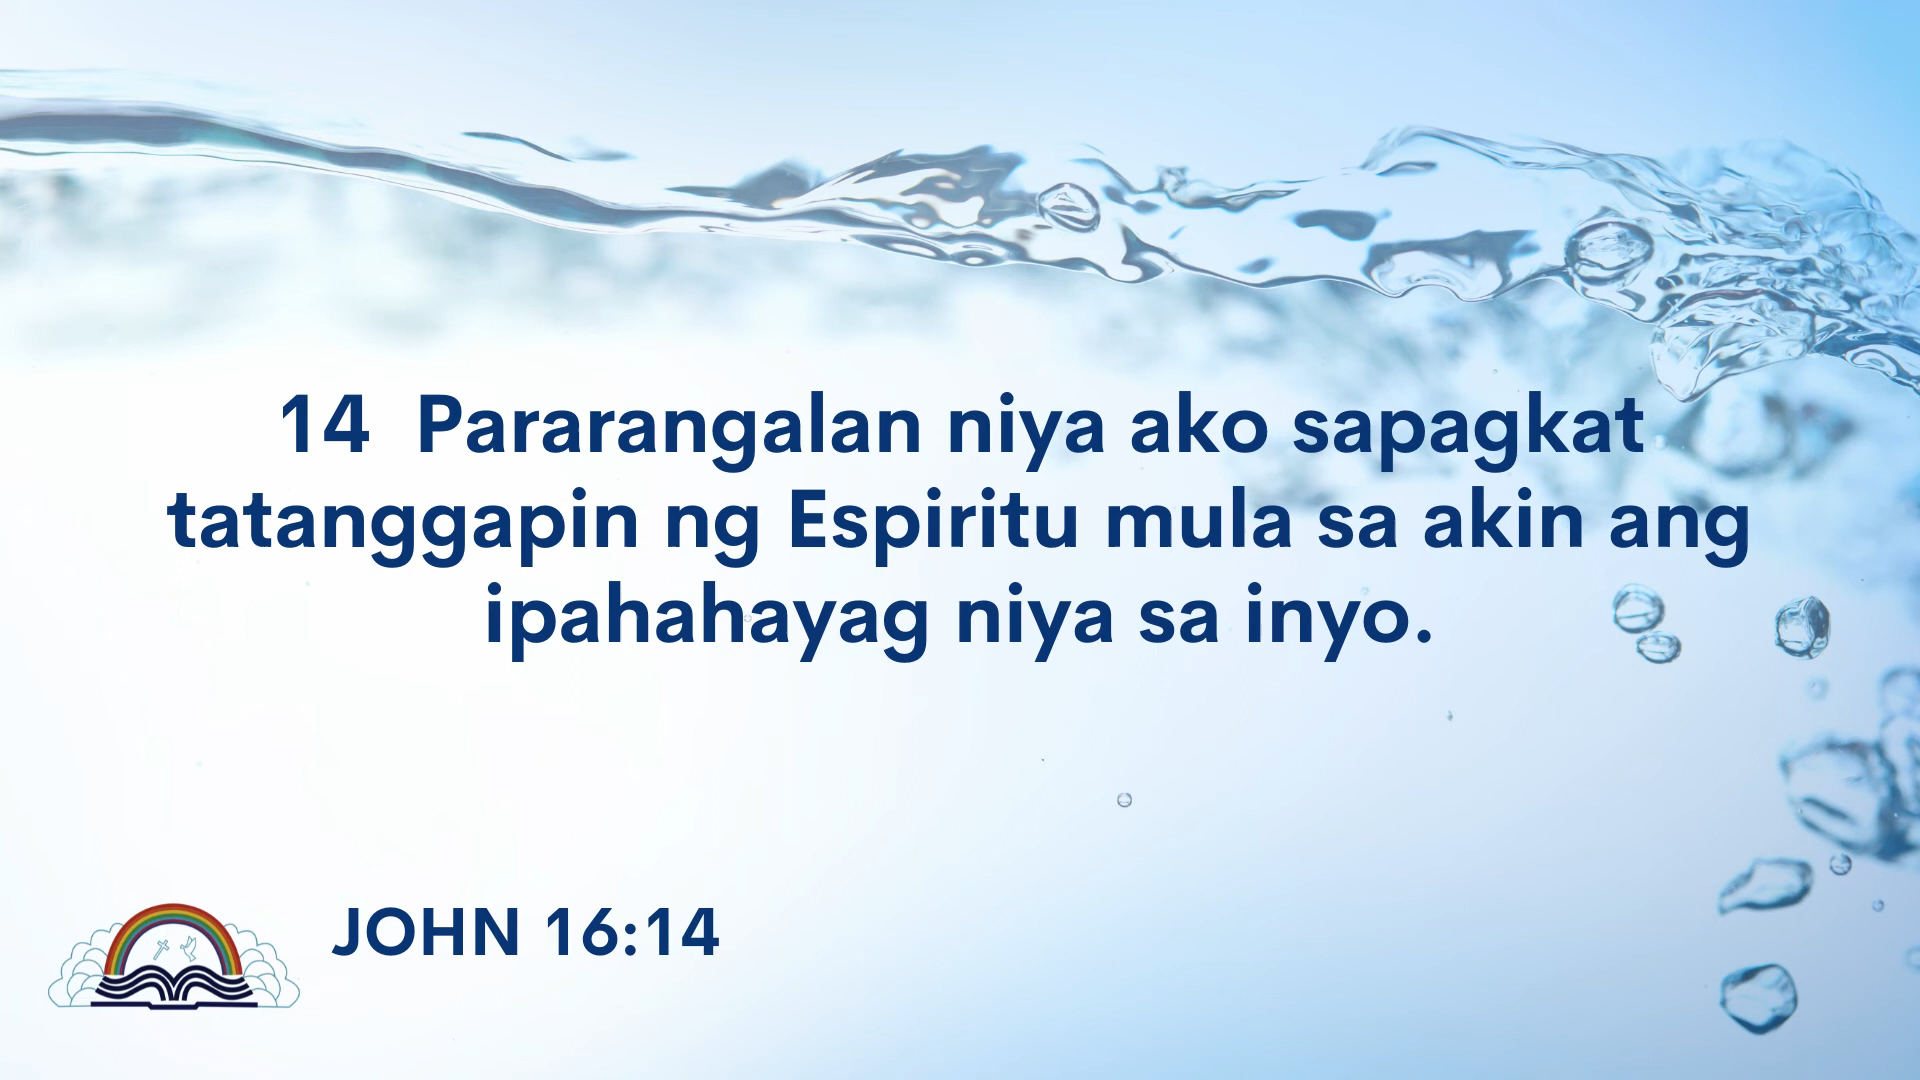 14  Pararangalan niya ako sapagkat
tatanggapin ng Espiritu mula sa akin ang
ipahahayag niya sa inyo.
JOHN 16:14